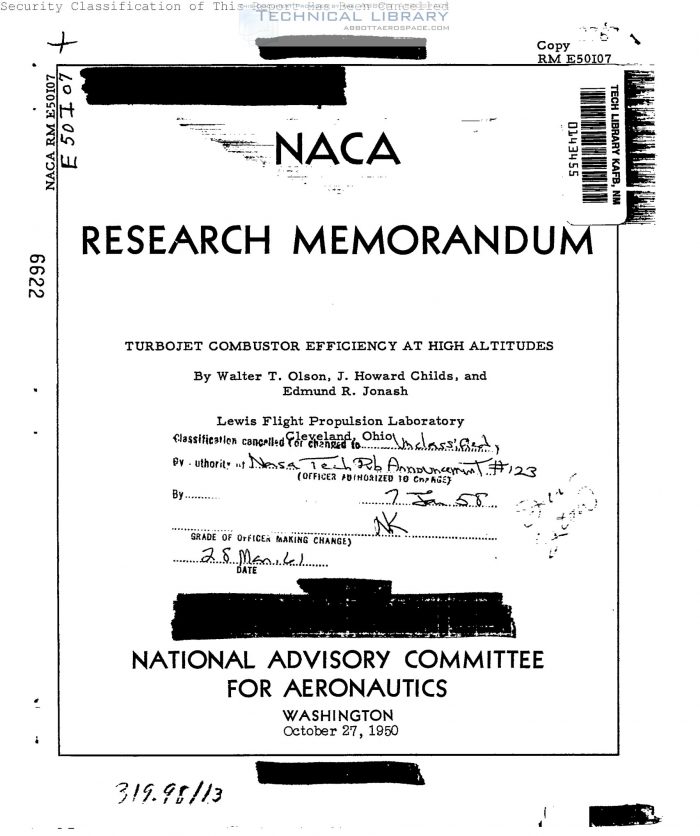 Security Classification of This Report Has Been Cancelled
TECHNICAL LIBRARY
ABBOTTAEROSPACE.COM
Copy
RM E50I07
NACA RM E50I07
E50I07
TECH LIBRARY KAFB, NM
0143455
NACA
RESEARCH MEMORANDUM
6622
TURBOJET COMBUSTOR EFFICIENCY AT HIGH ALTITUDES
By Walter T. Olson, J. Howard Childs, and
Edmund R. Jonash
Lewis Flight Propulsion Laboratory
Cleveland, Ohio
Classification cancelled (or changed to Unclassified)
By Authority of Nasa Tech Pub Announcement #123
(OFFICER AUTHORIZED TO CHANGE)
By 7 Jan 58
NK
GRADE OF OFFICER MAKING CHANGE)
28 Mar. 61
DATE
NATIONAL ADVISORY COMMITTEE
FOR AERONAUTICS
WASHINGTON
October 27, 1950
319.98/13